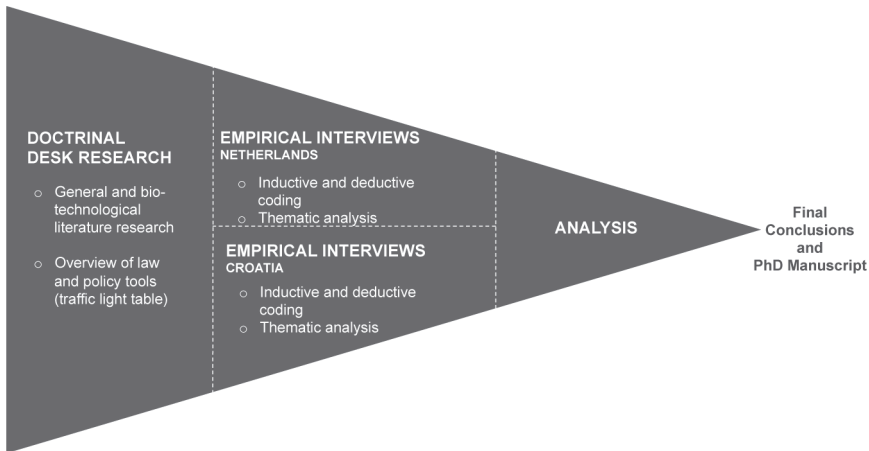 DOCTRINAL
DESK RESEARCH
o General and bio-
technological
literature research
o Overview of law
and policy tools
(traffic light table)
EMPIRICAL INTERVIEWS
NETHERLANDS
o Inductive and deductive
coding
o Thematic analysis
EMPIRICAL INTERVIEWS
CROATIA
o Inductive and deductive
coding
o Thematic analysis
ANALYSIS
Final
Conclusions
and
PhD Manuscript